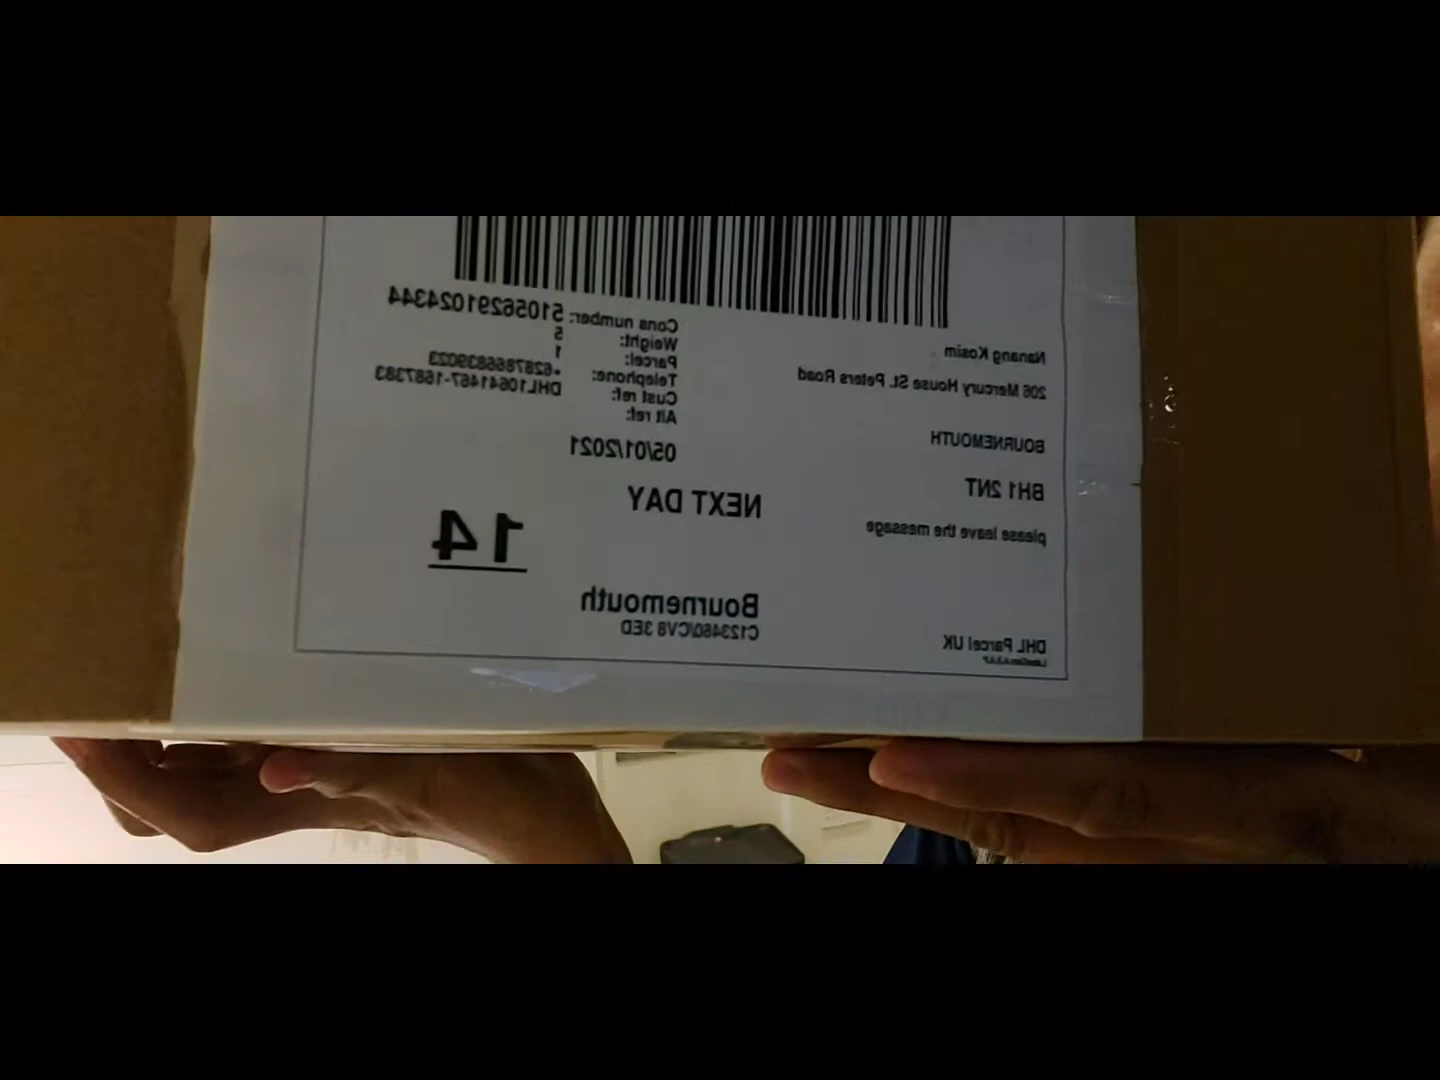 Nanang Kosim
206 Mercury House St. Peters Road
BOURNEMOUTH
BH1 2NT
please leave the message
DHL Parcel UK
Cons number: 51056291024344
Weight: 5
Parcel: 1
Telephone: +6287866839023
Cust ref: DHL10641467-1687383
Alt ref:
05/01/2021
NEXT DAY
14
Bournemouth
C123460/CV8 3ED